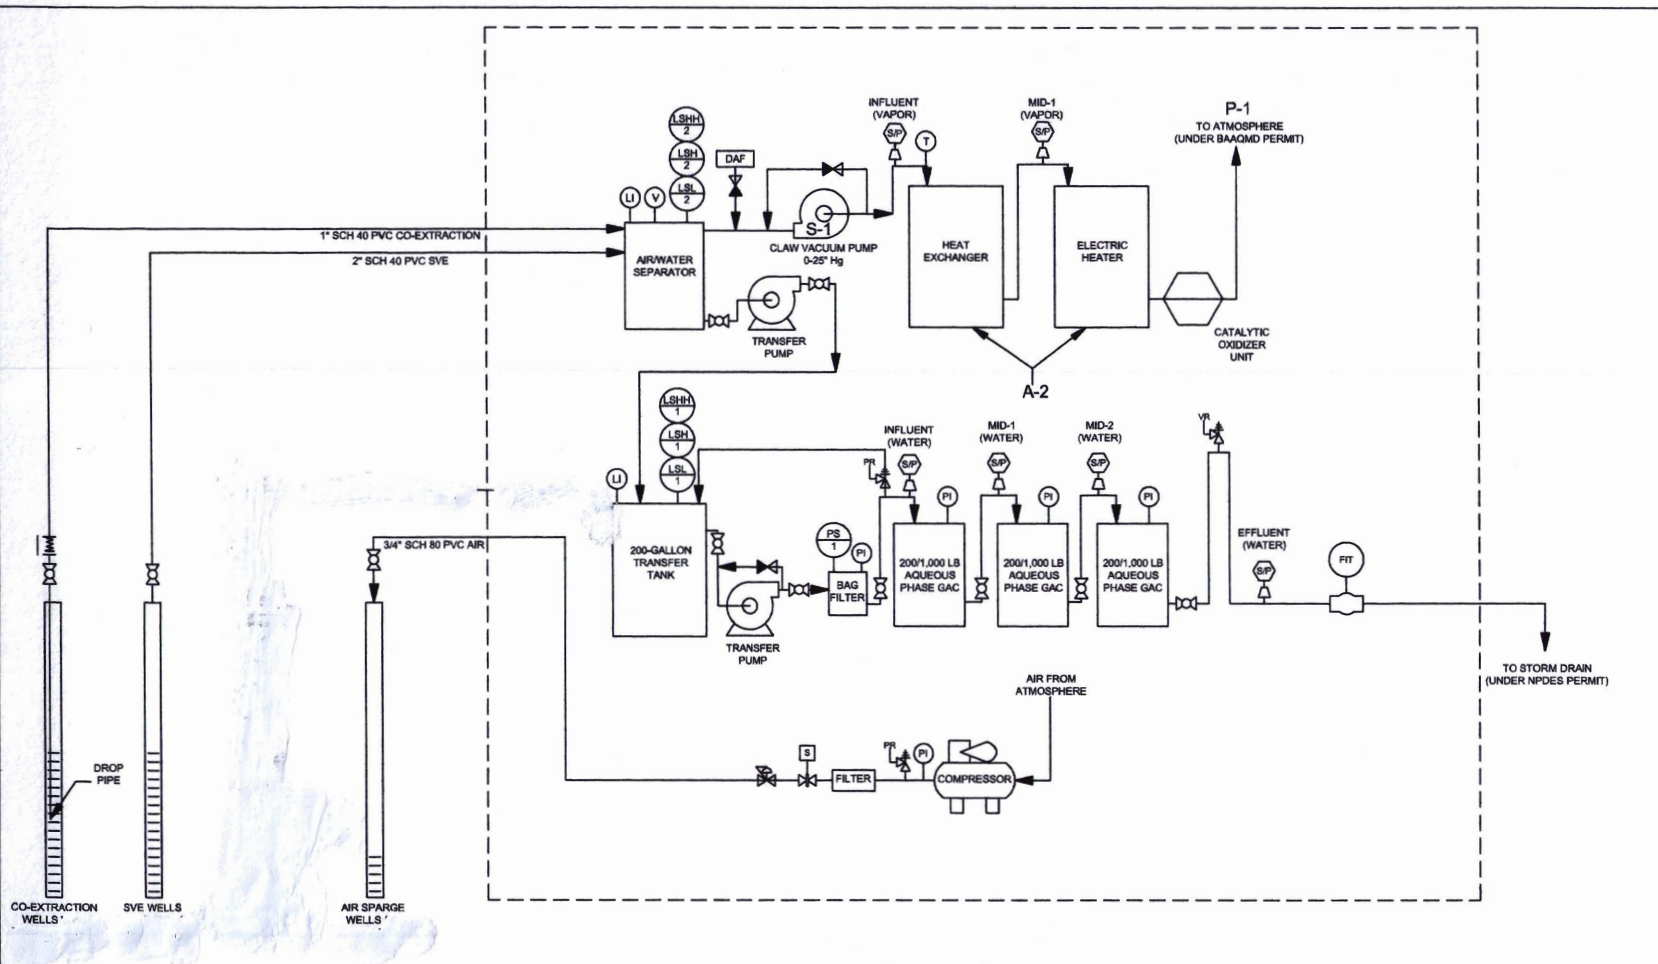 INFLUENT
(VAPOR)
S/P
T
MID-1
(VAPOR)
S/P
P-1
TO ATMOSPHERE
(UNDER BAAQMD PERMIT)
LSHH
2
LSH
2
LSL
2
DAF
LI
V
S-1
CLAW VACUUM PUMP
0-25" Hg
1" SCH 40 PVC CO-EXTRACTION
2" SCH 40 PVC SVE
AIR/WATER
SEPARATOR
HEAT
EXCHANGER
ELECTRIC
HEATER
TRANSFER
PUMP
CATALYTIC
OXIDIZER
UNIT
A-2
LSHH
1
LSH
1
LSL
1
LI
INFLUENT
(WATER)
PR
S/P
MID-1
(WATER)
S/P
MID-2
(WATER)
S/P
VR
PI
PI
PI
3/4" SCH 80 PVC AIR
200-GALLON
TRANSFER
TANK
PS
1
PI
BAG
FILTER
200/1,000 LB
AQUEOUS
PHASE GAC
200/1,000 LB
AQUEOUS
PHASE GAC
200/1,000 LB
AQUEOUS
PHASE GAC
EFFLUENT
(WATER)
S/P
FIT
TRANSFER
PUMP
TO STORM DRAIN
(UNDER NPDES PERMIT)
AIR FROM
ATMOSPHERE
S
FILTER
PR
PI
COMPRESSOR
DROP
PIPE
CO-EXTRACTION
WELLS
SVE WELLS
AIR SPARGE
WELLS